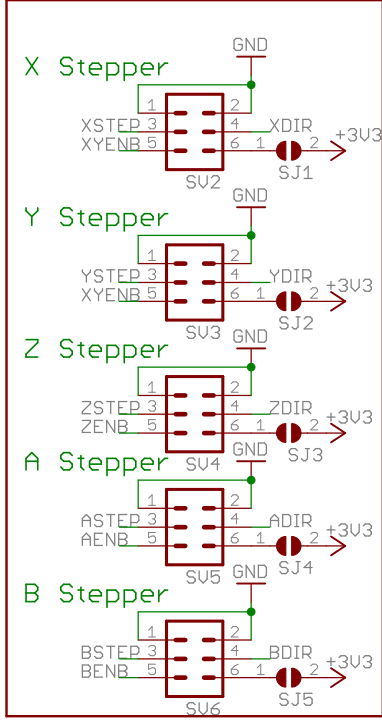 X Stepper
GND
1 2
XSTEP 3 4 XDIR
XYENB 5 6 1 2 +3V3
SV2 SJ1
Y Stepper
GND
1 2
YSTEP 3 4 YDIR
XYENB 5 6 1 2 +3V3
SV3 SJ2
Z Stepper
GND
1 2
ZSTEP 3 4 ZDIR
ZENB 5 6 1 2 +3V3
SV4 SJ3
A Stepper
GND
1 2
ASTEP 3 4 ADIR
AENB 5 6 1 2 +3V3
SV5 SJ4
B Stepper
GND
1 2
BSTEP 3 4 BDIR
BENB 5 6 1 2 +3V3
SV6 SJ5